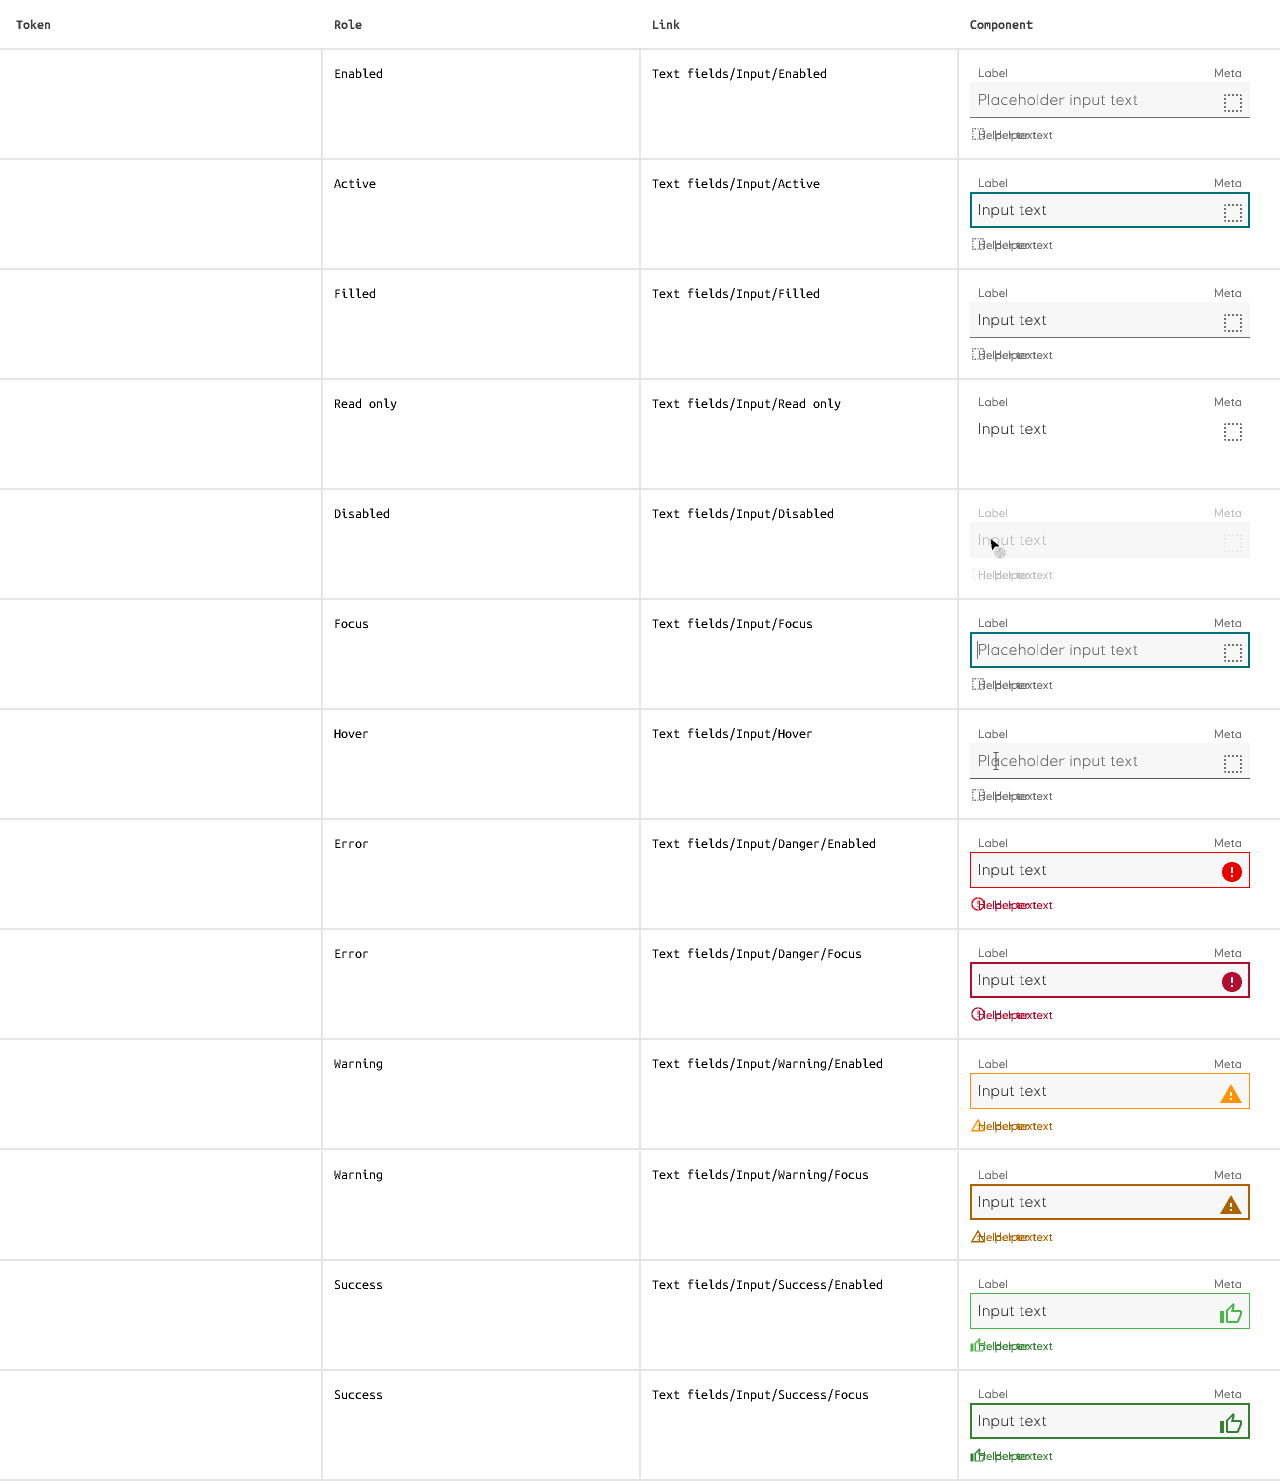 Token Role Link Component
Enabled Text fields/Input/Enabled Label Meta
Placeholder input text
Helper text
Active Text fields/Input/Active Label Meta
Input text
Helper text
Filled Text fields/Input/Filled Label Meta
Input text
Helper text
Read only Text fields/Input/Read only Label Meta
Input text
Disabled Text fields/Input/Disabled Label Meta
Input text
Helper text
Focus Text fields/Input/Focus Label Meta
Placeholder input text
Helper text
Hover Text fields/Input/Hover Label Meta
Placeholder input text
Helper text
Error Text fields/Input/Danger/Enabled Label Meta
Input text
Helper text
Error Text fields/Input/Danger/Focus Label Meta
Input text
Helper text
Warning Text fields/Input/Warning/Enabled Label Meta
Input text
Helper text
Warning Text fields/Input/Warning/Focus Label Meta
Input text
Helper text
Success Text fields/Input/Success/Enabled Label Meta
Input text
Helper text
Success Text fields/Input/Success/Focus Label Meta
Input text
Helper text